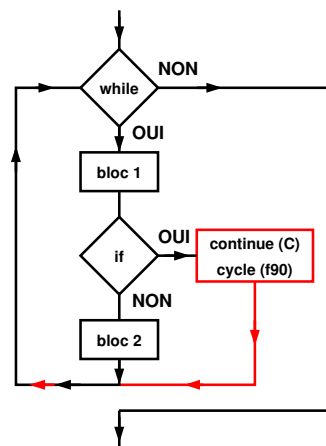 NON
while
OUI
bloc 1
OUI
if
continue (C)
cycle (f90)
NON
bloc 2